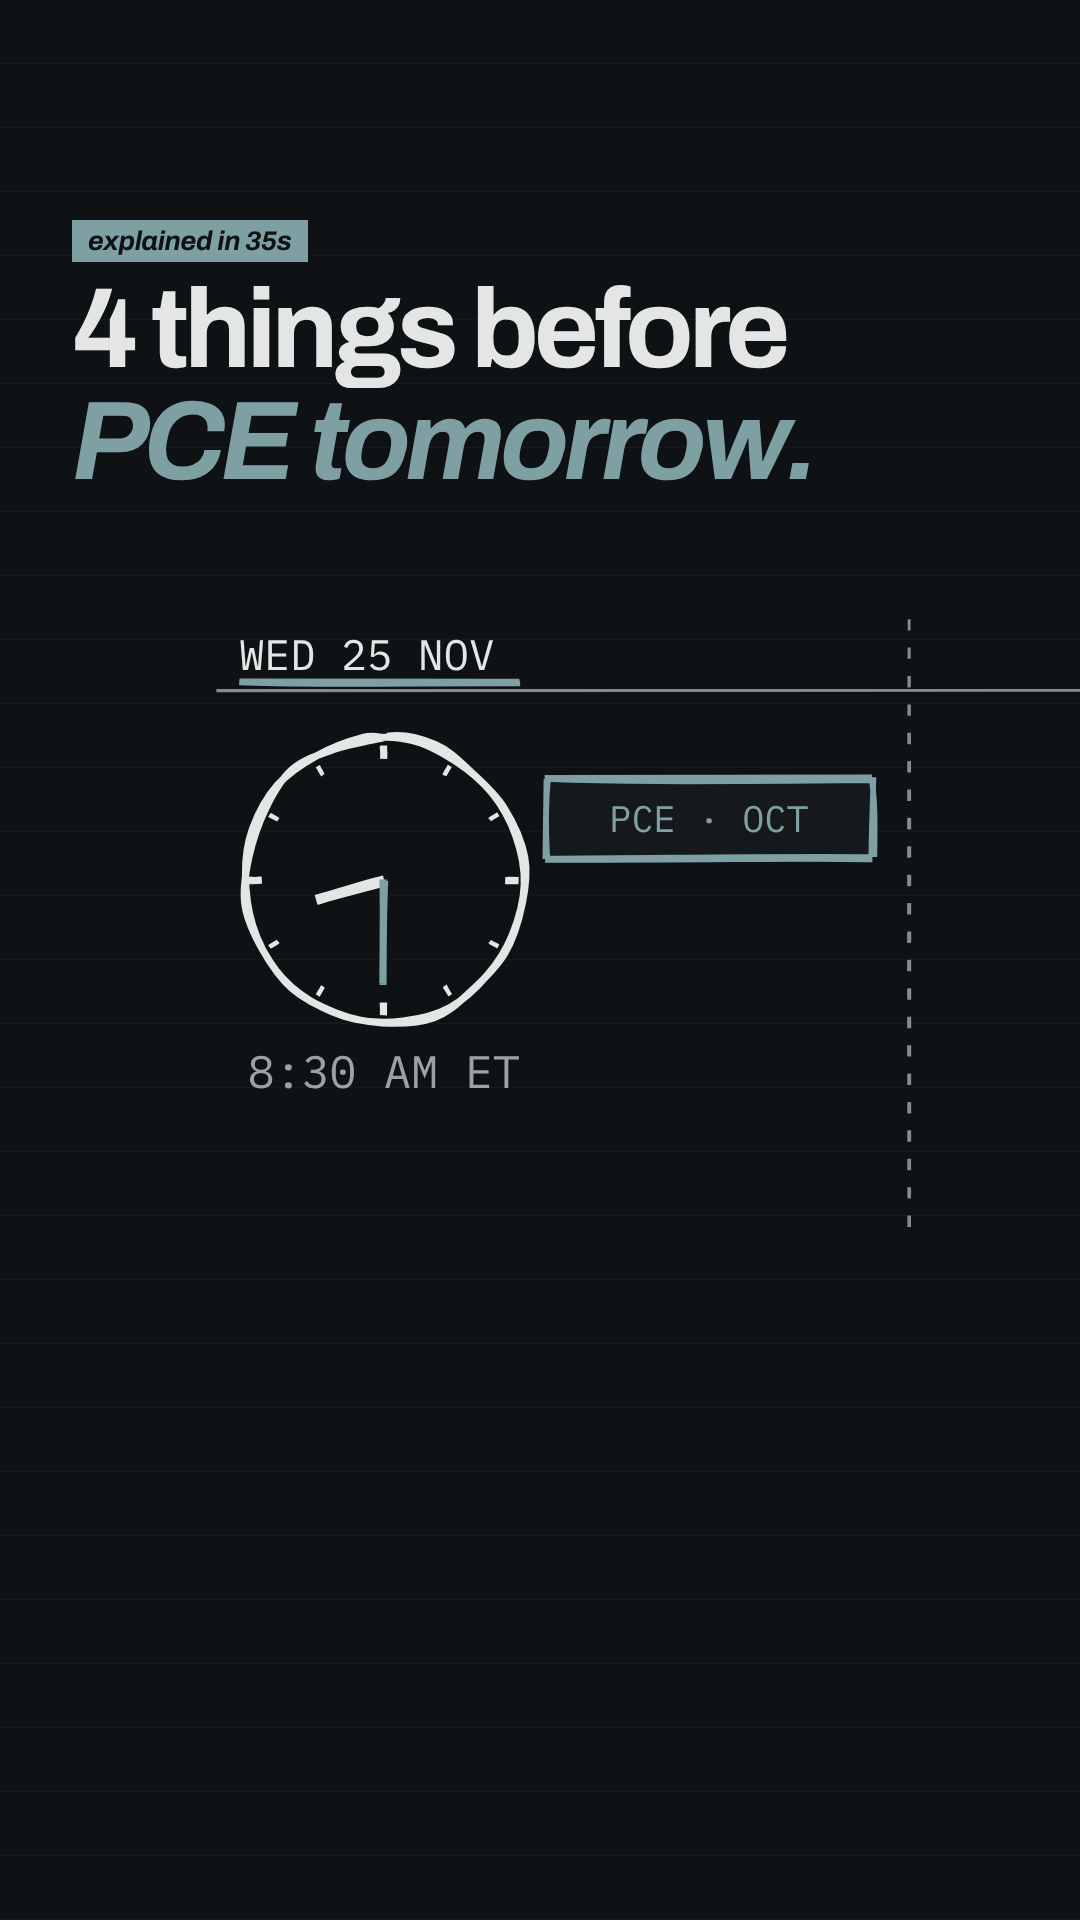 explained in 35s
4 things before
PCE tomorrow.
WED 25 NOV
PCE · OCT
8:30 AM ET